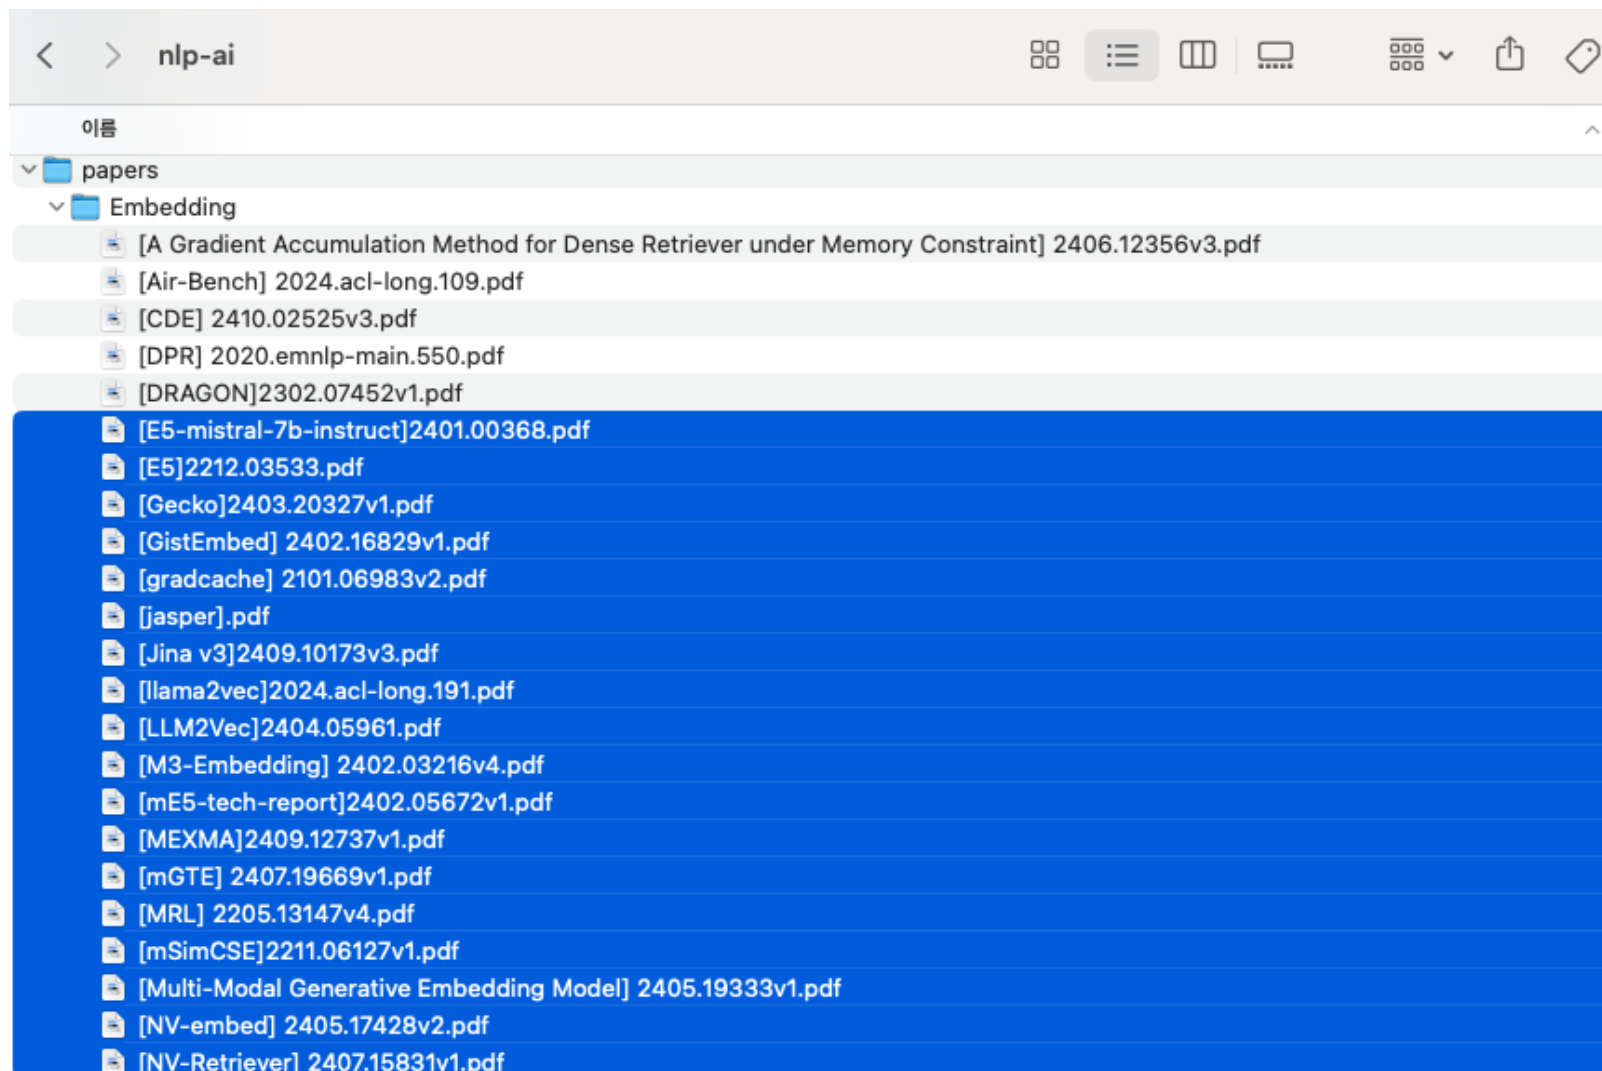 nlp-ai
이름
papers
Embedding
[A Gradient Accumulation Method for Dense Retriever under Memory Constraint] 2406.12356v3.pdf
[Air-Bench] 2024.acl-long.109.pdf
[CDE] 2410.02525v3.pdf
[DPR] 2020.emnlp-main.550.pdf
[DRAGON]2302.07452v1.pdf
[E5-mistral-7b-instruct]2401.00368.pdf
[E5]2212.03533.pdf
[Gecko]2403.20327v1.pdf
[GistEmbed] 2402.16829v1.pdf
[gradcache] 2101.06983v2.pdf
[jasper].pdf
[Jina v3]2409.10173v3.pdf
[llama2vec]2024.acl-long.191.pdf
[LLM2Vec]2404.05961.pdf
[M3-Embedding] 2402.03216v4.pdf
[mE5-tech-report]2402.05672v1.pdf
[MEXMA]2409.12737v1.pdf
[mGTE] 2407.19669v1.pdf
[MRL] 2205.13147v4.pdf
[mSimCSE]2211.06127v1.pdf
[Multi-Modal Generative Embedding Model] 2405.19333v1.pdf
[NV-embed] 2405.17428v2.pdf
[NV-Retriever] 2407.15831v1.pdf